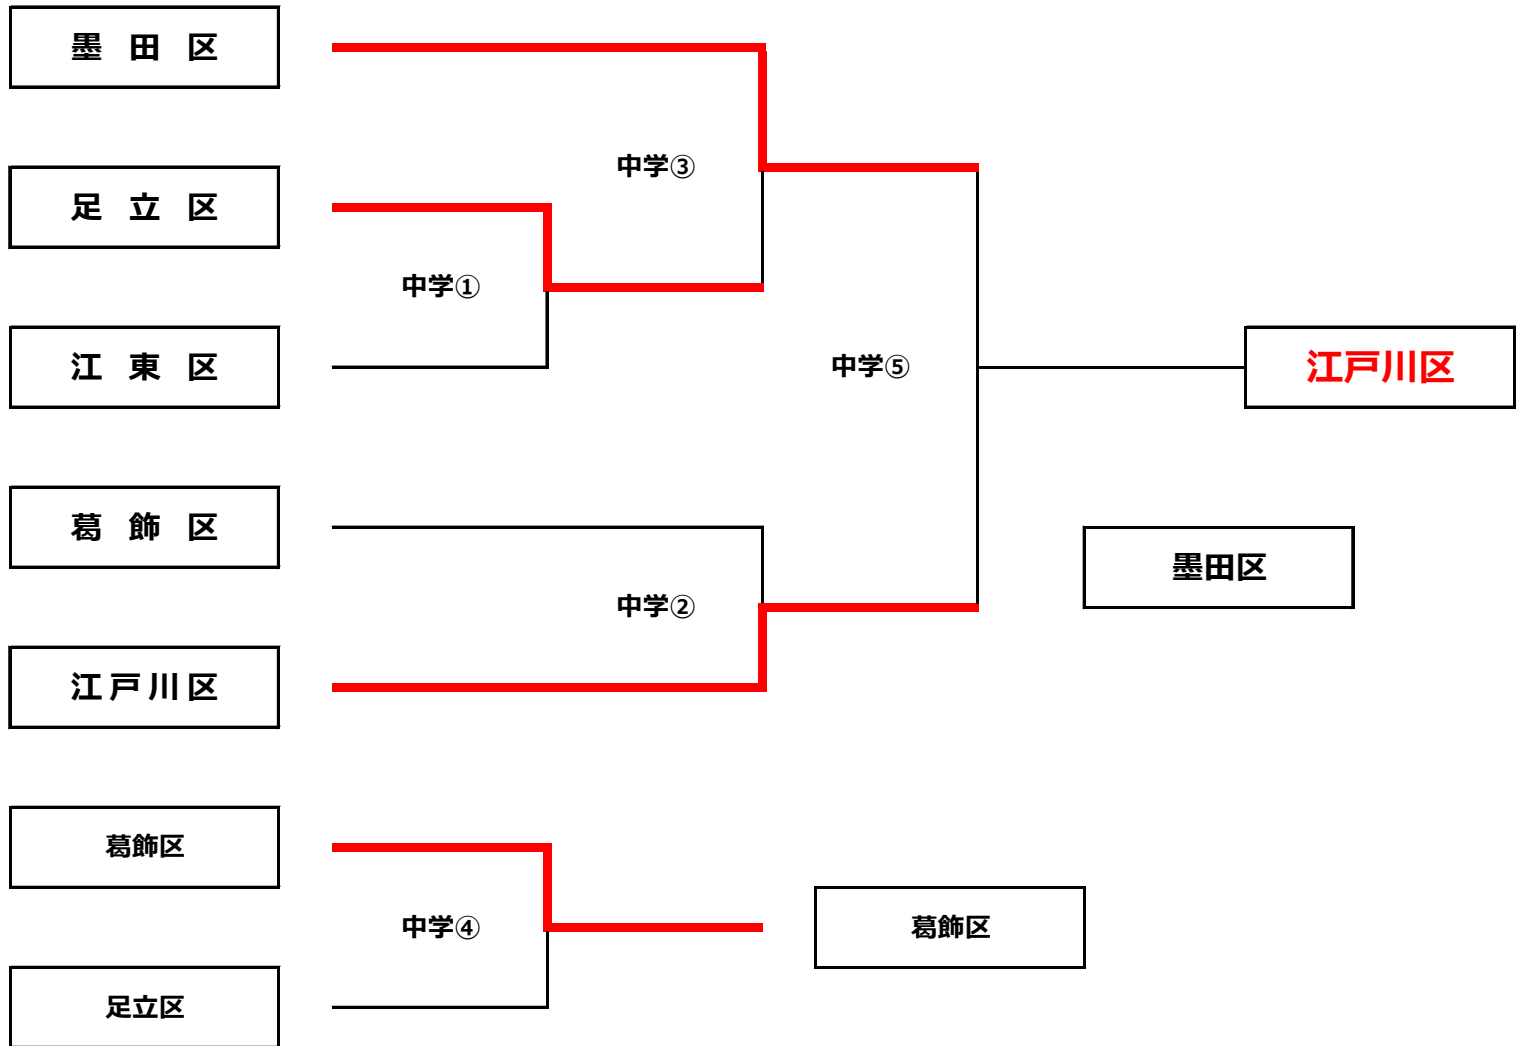 墨 田 区
中学③
足 立 区
中学①
江 東 区
中学⑤
江戸川区
葛 飾 区
墨田区
中学②
江戸川区
葛飾区
中学④
葛飾区
足立区